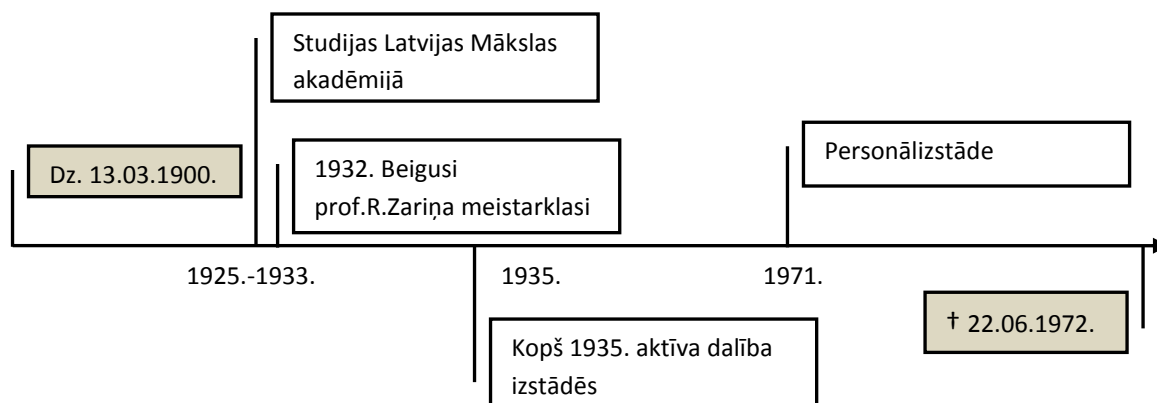 Studijas Latvijas Mākslas
akadēmijā
Dz. 13.03.1900.
1932. Beigusi
prof.R.Zariņa meistarklasi
Personālizstāde
1925.-1933.
1935.
1971.
† 22.06.1972.
Kopš 1935. aktīva dalība
izstādēs